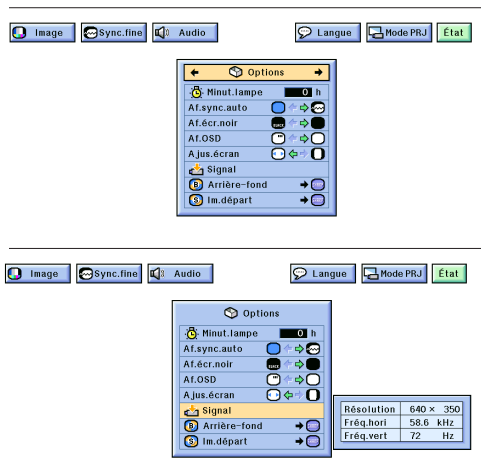 Image Sync.fine Audio Langue Mode PRJ État
Options
Minut.lampe 0 h
Af.sync.auto
Af.écr.noir
Af.OSD
Ajus.écran
Signal
B Arrière-fond
S Im.départ
Image Sync.fine Audio Langue Mode PRJ État
Options
Minut.lampe 0 h
Af.sync.auto
Af.écr.noir
Af.OSD
Ajus.écran
Signal
B Arrière-fond
S Im.départ
Résolution 640 × 350
Fréq.hori 58.6 kHz
Fréq.vert 72 Hz